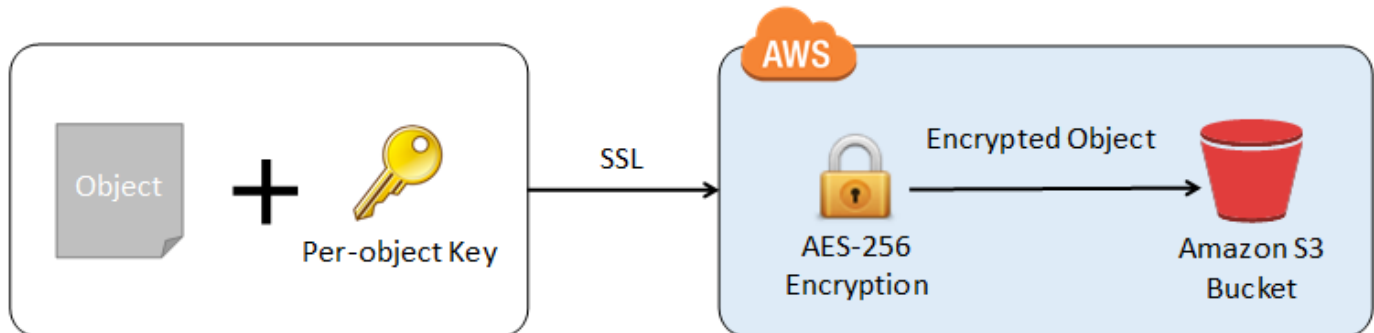 AWS
Object
Per-object Key
SSL
Encrypted Object
AES-256
Encryption
Amazon S3
Bucket